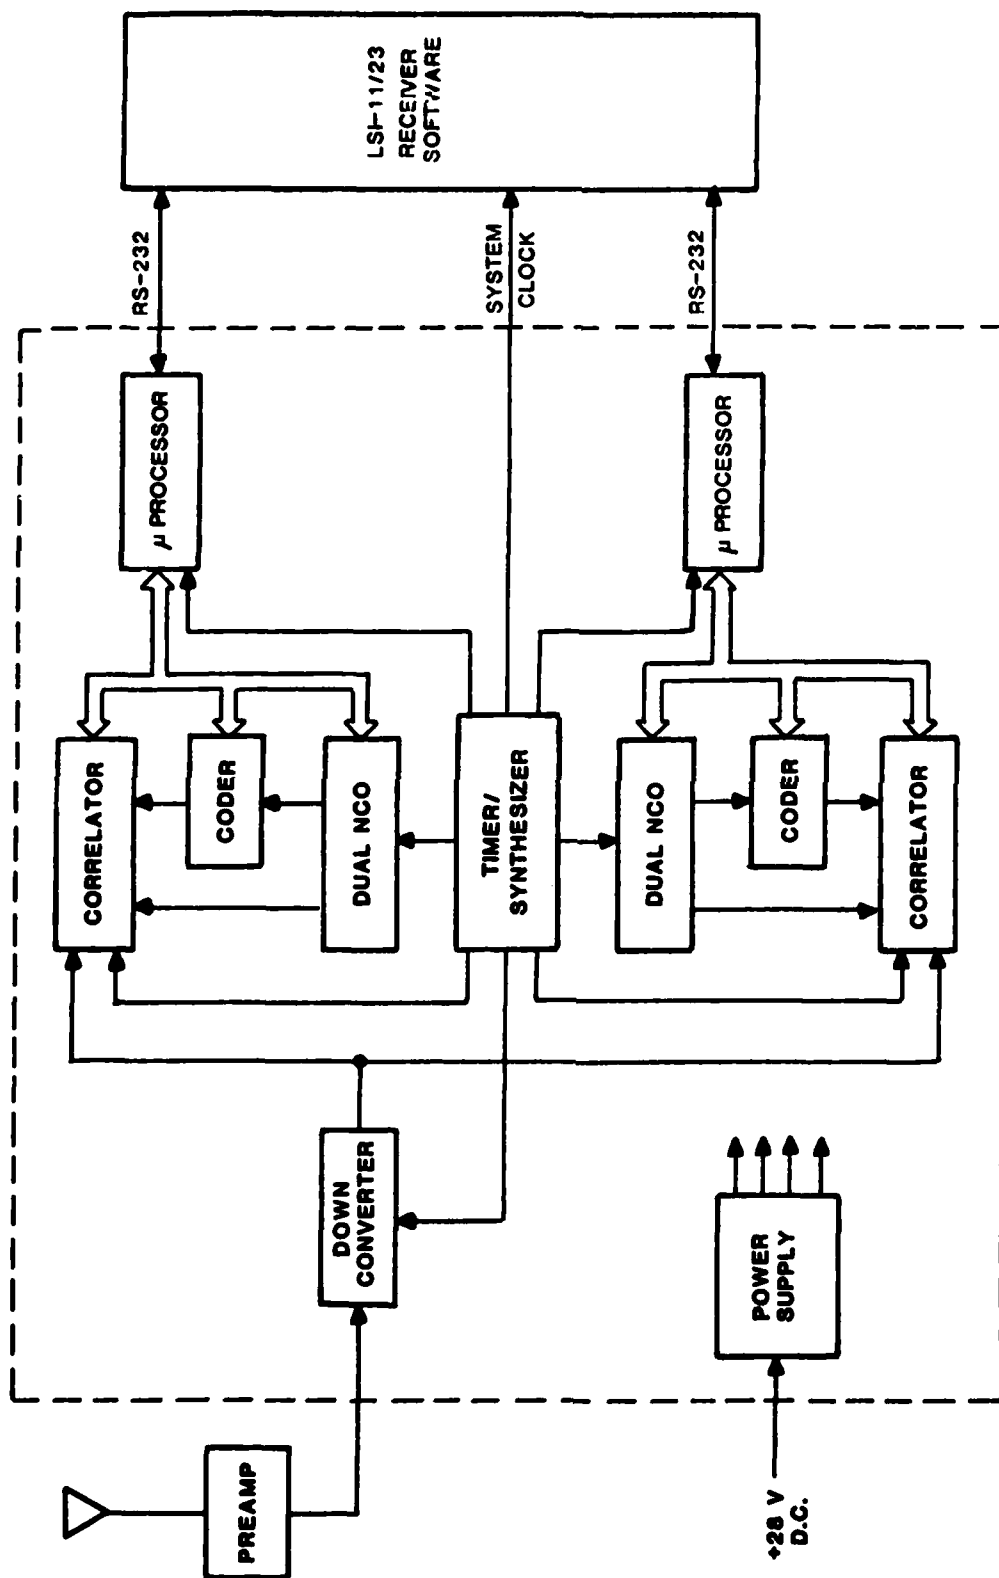 PREAMP
+28 V
D.C.
DOWN
CONVERTER
POWER
SUPPLY
CORRELATOR
CODER
DUAL NCO
TIMER/
SYNTHESIZER
DUAL NCO
CODER
CORRELATOR
μ PROCESSOR
μ PROCESSOR
RS-232
SYSTEM
CLOCK
RS-232
LSI-11/23
RECEIVER
SOFTWARE